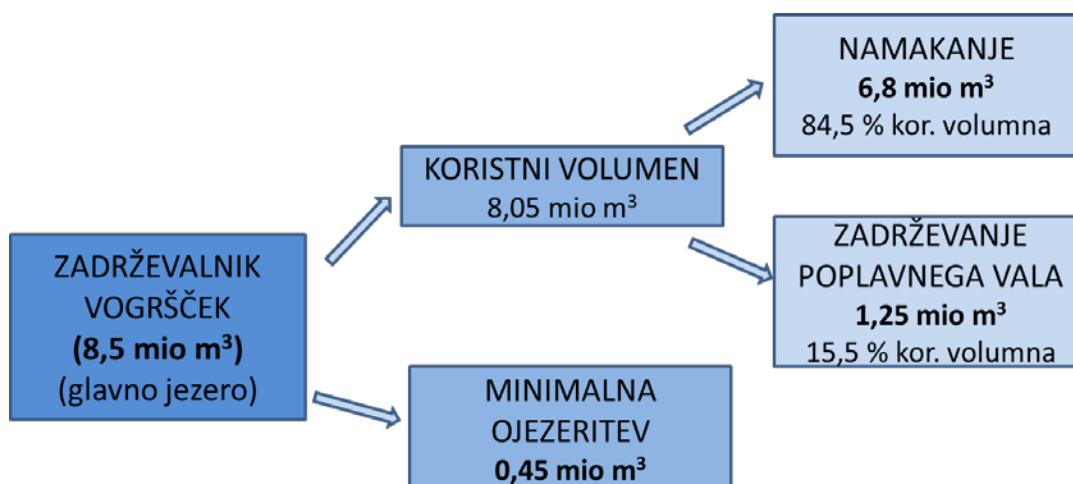 NAMAKANJE
6,8 mio m³
84,5 % kor. volumna
KORISTNI VOLUMEN
8,05 mio m³
ZADRŽEVANJE
POPLAVNEGA VALA
1,25 mio m³
15,5 % kor. volumna
ZADRŽEVALNIK
VOGRŠČEK
(8,5 mio m³)
(glavno jezero)
MINIMALNA
OJEZERITEV
0,45 mio m³